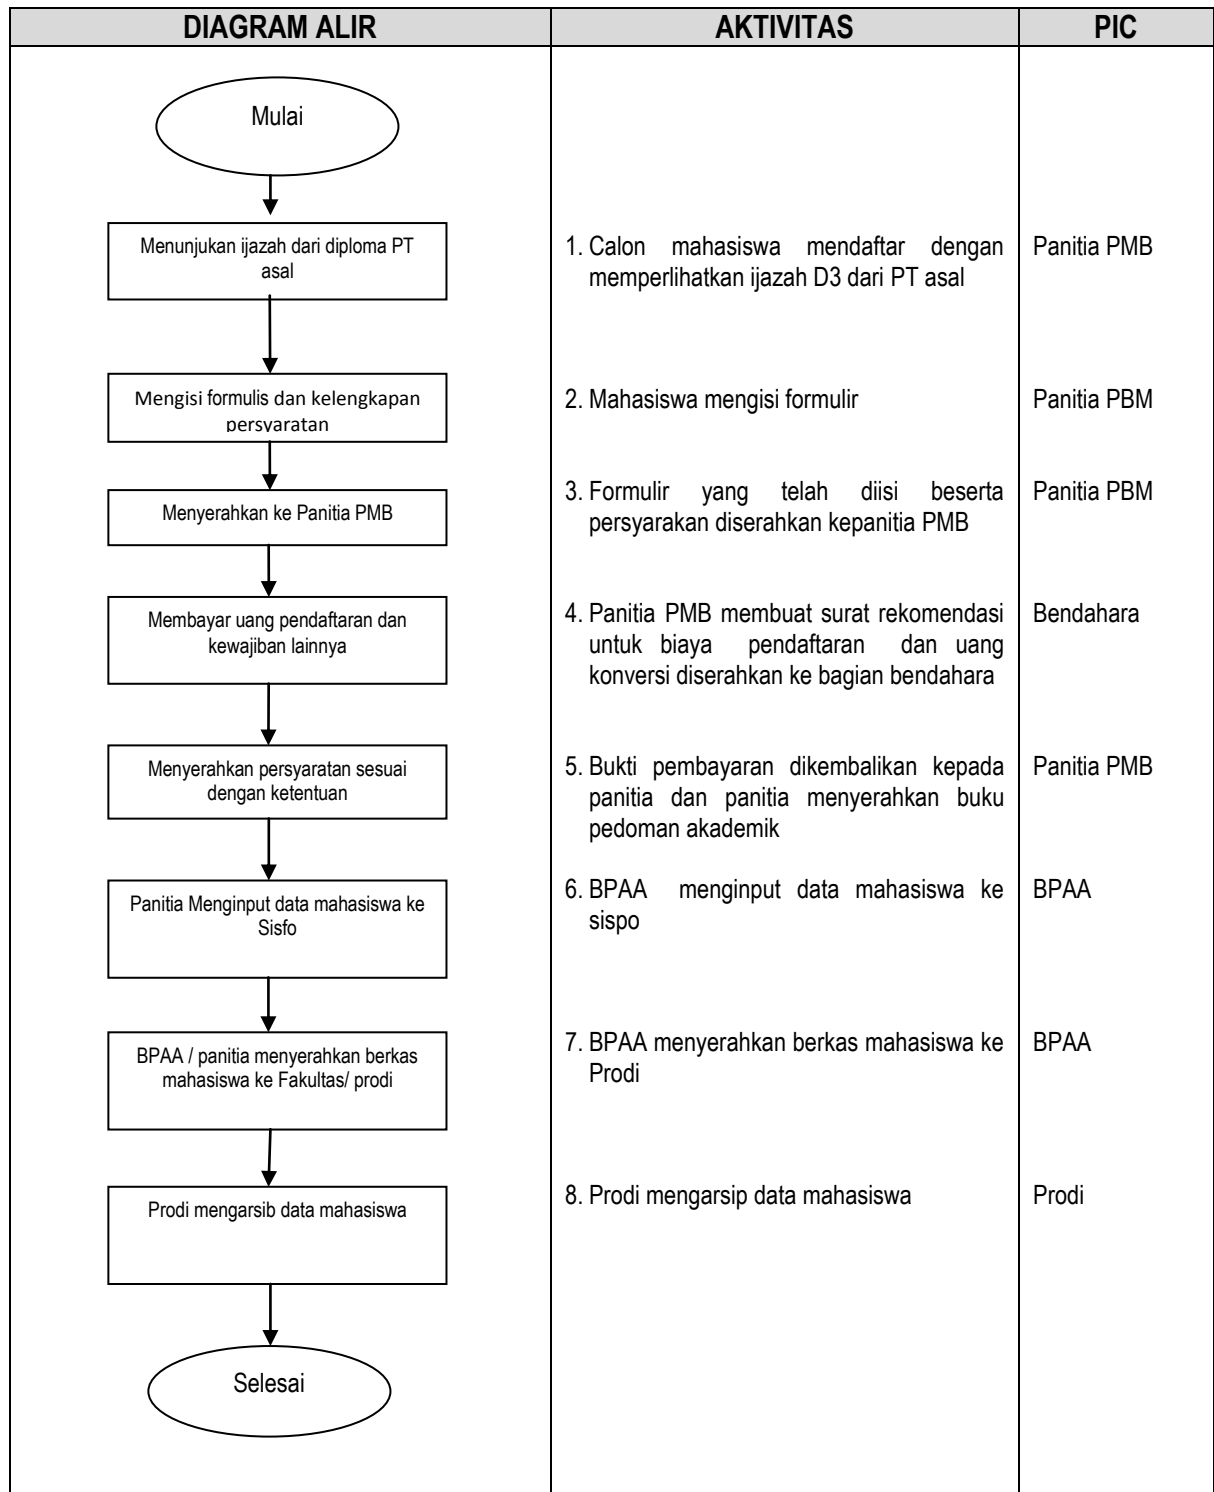 DIAGRAM ALIR
AKTIVITAS
PIC
Mulai
Menunjukan ijazah dari diploma PT
asal
1. Calon mahasiswa mendaftar dengan
memperlihatkan ijazah D3 dari PT asal
Panitia PMB
Mengisi formulis dan kelengkapan
persyaratan
2. Mahasiswa mengisi formulir
Panitia PBM
Menyerahkan ke Panitia PMB
3. Formulir yang telah diisi beserta
persyarakan diserahkan kepanitia PMB
Panitia PBM
Membayar uang pendaftaran dan
kewajiban lainnya
4. Panitia PMB membuat surat rekomendasi
untuk biaya pendaftaran dan uang
konversi diserahkan ke bagian bendahara
Bendahara
Menyerahkan persyaratan sesuai
dengan ketentuan
5. Bukti pembayaran dikembalikan kepada
panitia dan panitia menyerahkan buku
pedoman akademik
Panitia PMB
Panitia Menginput data mahasiswa ke
Sisfo
6. BPAA menginput data mahasiswa ke
sispo
BPAA
BPAA / panitia menyerahkan berkas
mahasiswa ke Fakultas/ prodi
7. BPAA menyerahkan berkas mahasiswa ke
Prodi
BPAA
Prodi mengarsib data mahasiswa
8. Prodi mengarsip data mahasiswa
Prodi
Selesai